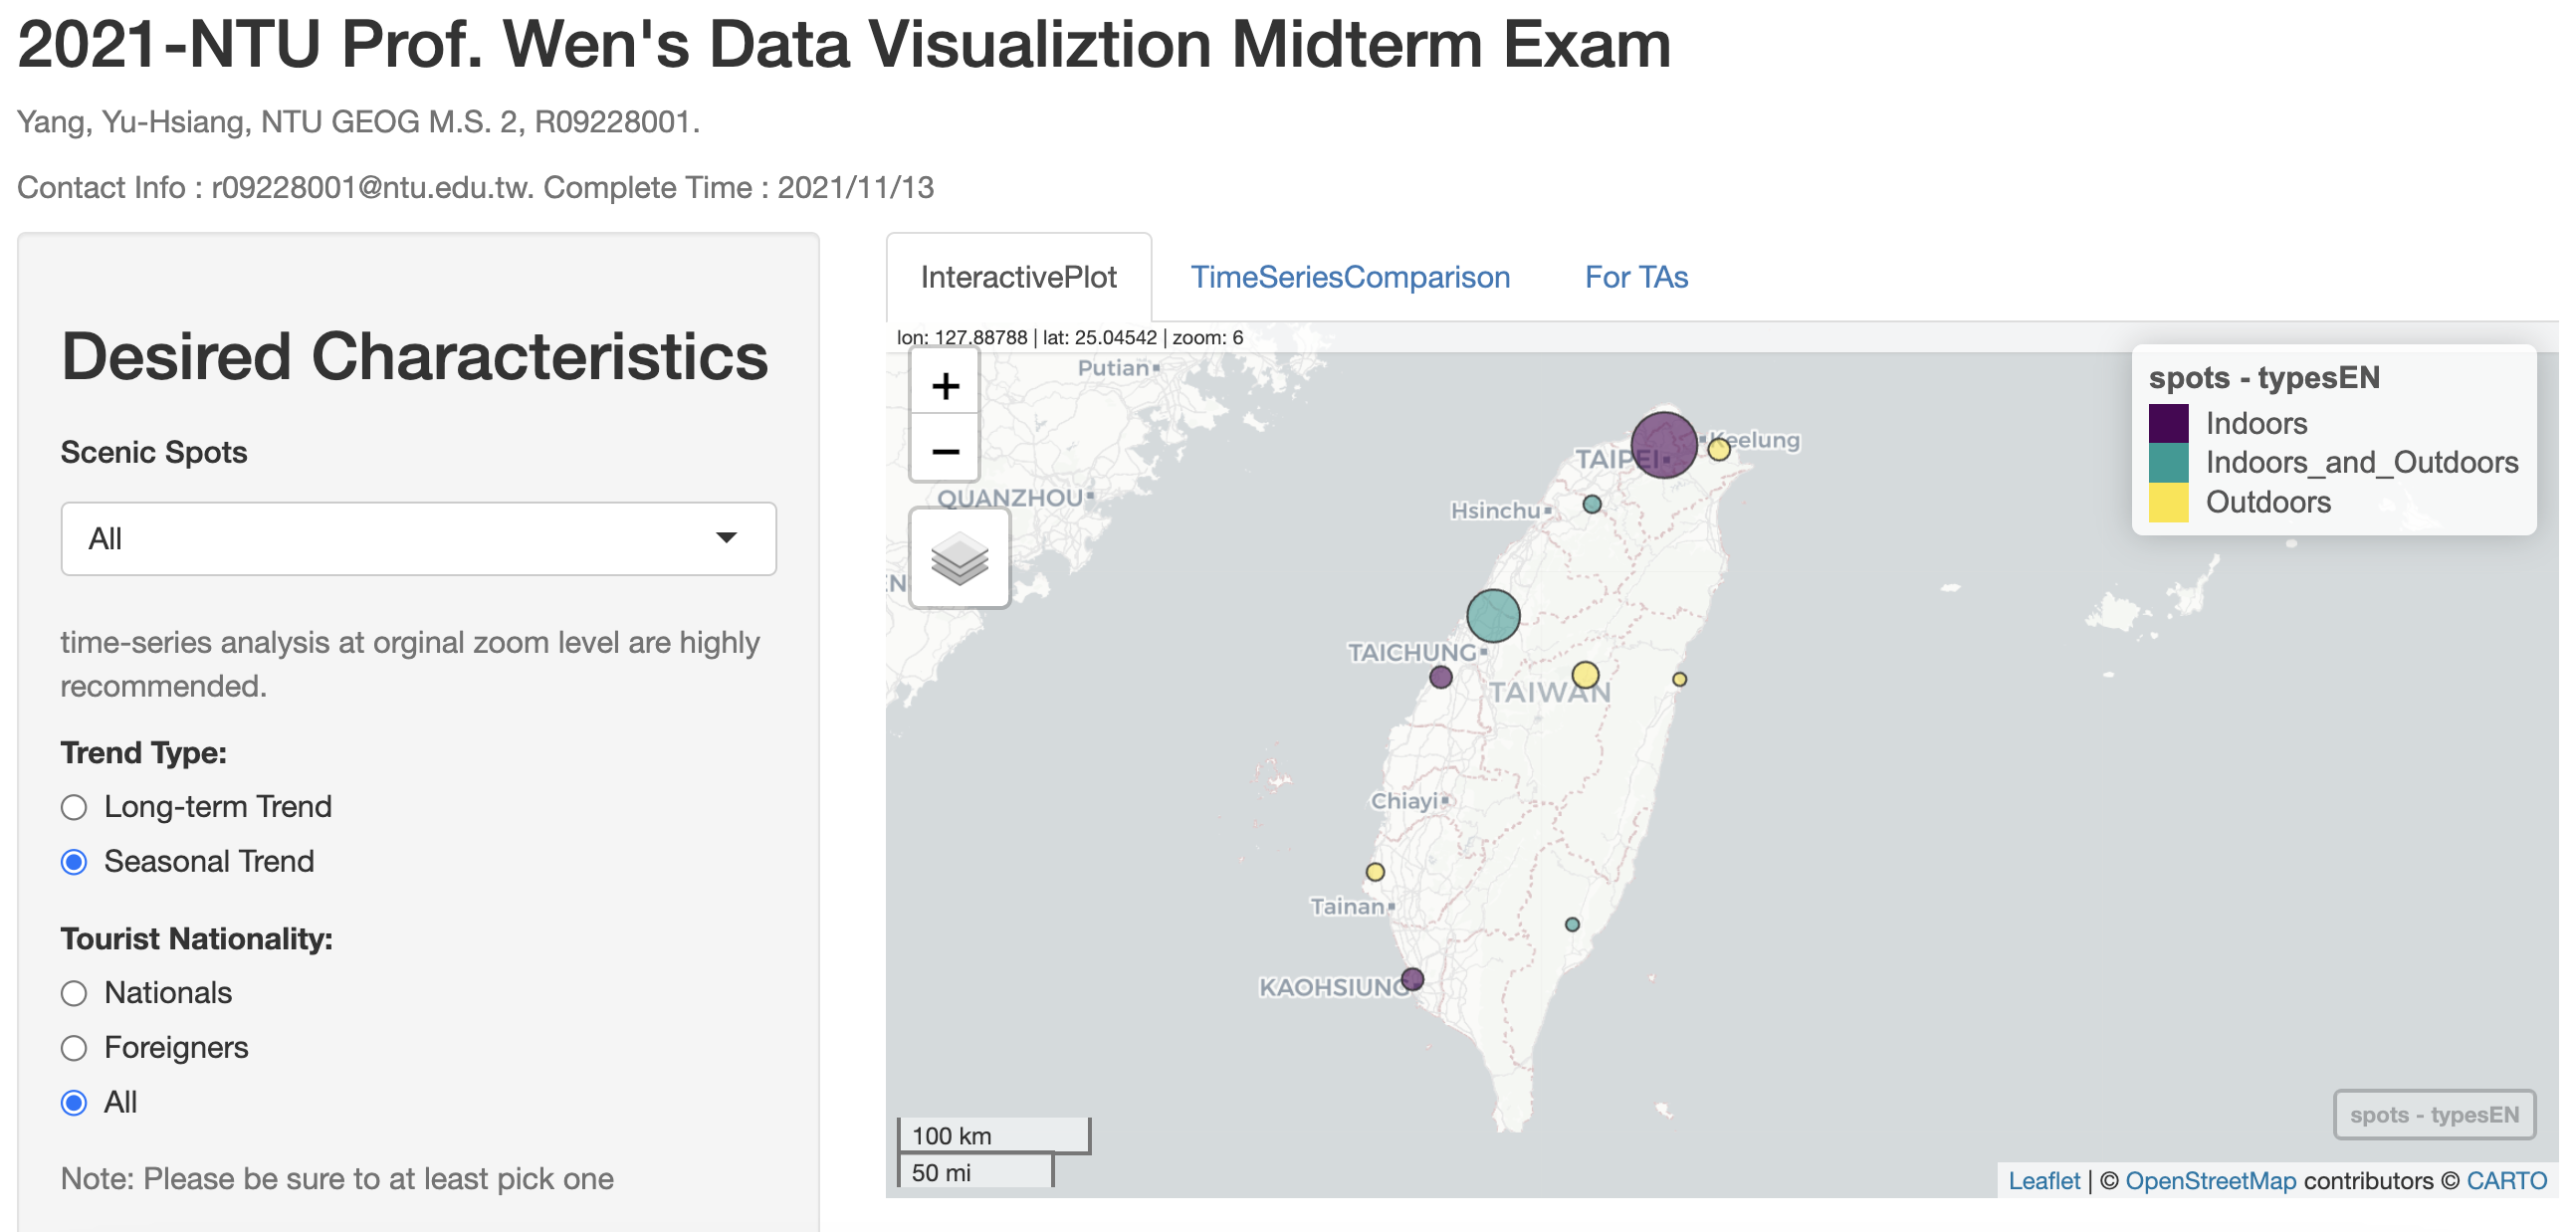 2021-NTU Prof. Wen's Data Visualiztion Midterm Exam
Yang, Yu-Hsiang, NTU GEOG M.S. 2, R09228001.
Contact Info : r09228001@ntu.edu.tw. Complete Time : 2021/11/13
Desired Characteristics
Scenic Spots
All
time-series analysis at orginal zoom level are highly
recommended.
Trend Type:
Long-term Trend
Seasonal Trend
Tourist Nationality:
Nationals
Foreigners
All
Note: Please be sure to at least pick one
InteractivePlot TimeSeriesComparison For TAs
lon: 127.88788 | lat: 25.04542 | zoom: 6
+
−
Putian
QUANZHOU
EN
Keelung
TAIPEI
Hsinchu
TAICHUNG
TAIWAN
Chiayi
Tainan
KAOHSIUNG
spots - typesEN
Indoors
Indoors_and_Outdoors
Outdoors
100 km
50 mi
spots - typesEN
Leaflet | © OpenStreetMap contributors © CARTO